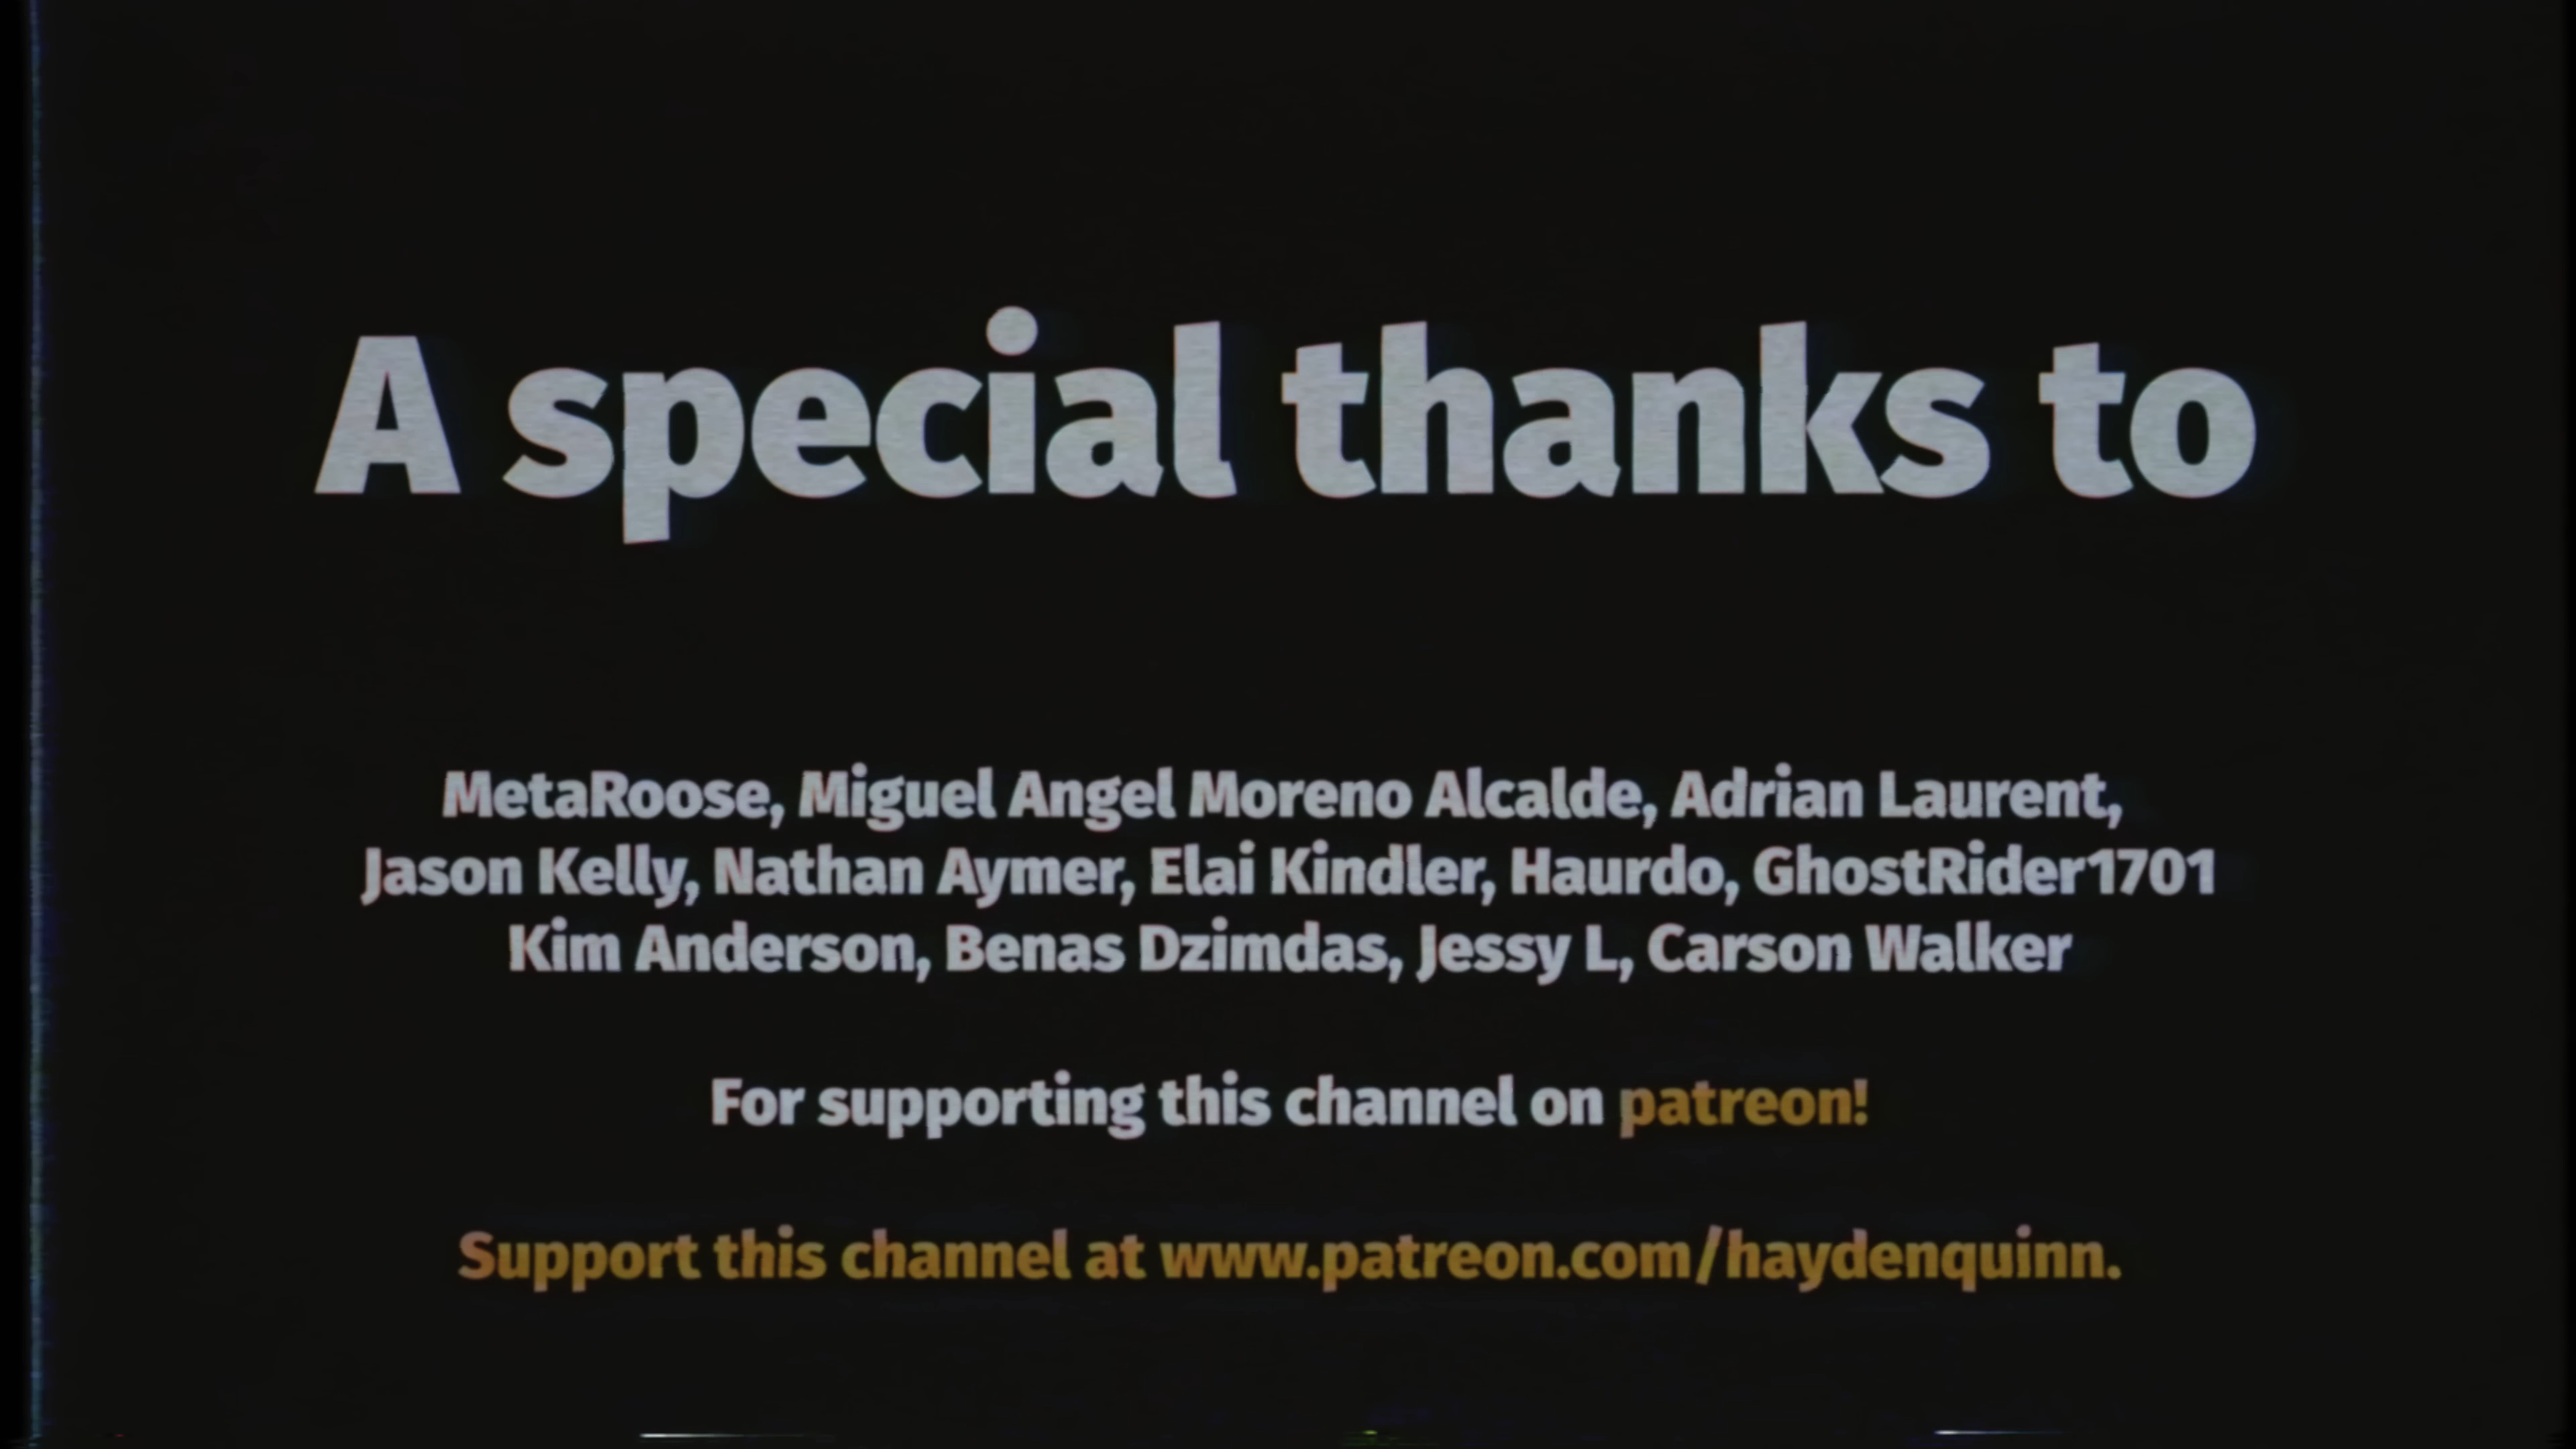 A special thanks to
MetaRoose, Miguel Angel Moreno Alcalde, Adrian Laurent,
Jason Kelly, Nathan Aymer, Elai Kindler, Haurdo, GhostRider1701
Kim Anderson, Benas Dzimdas, Jessy L, Carson Walker
For supporting this channel on patreon!
Support this channel at www.patreon.com/haydenquinn.